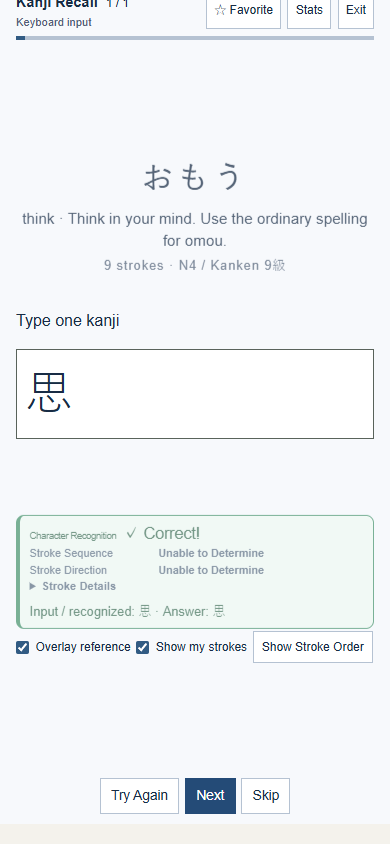 Kanji Recall 1 / 1
Keyboard input
☆ Favorite
Stats
Exit
おもう
think · Think in your mind. Use the ordinary spelling
for omou.
9 strokes · N4 / Kanken 9級
Type one kanji
思
Character Recognition ✓ Correct!
Stroke Sequence Unable to Determine
Stroke Direction Unable to Determine
▶ Stroke Details
Input / recognized: 思 · Answer: 思
Overlay reference
Show my strokes
Show Stroke Order
Try Again
Next
Skip